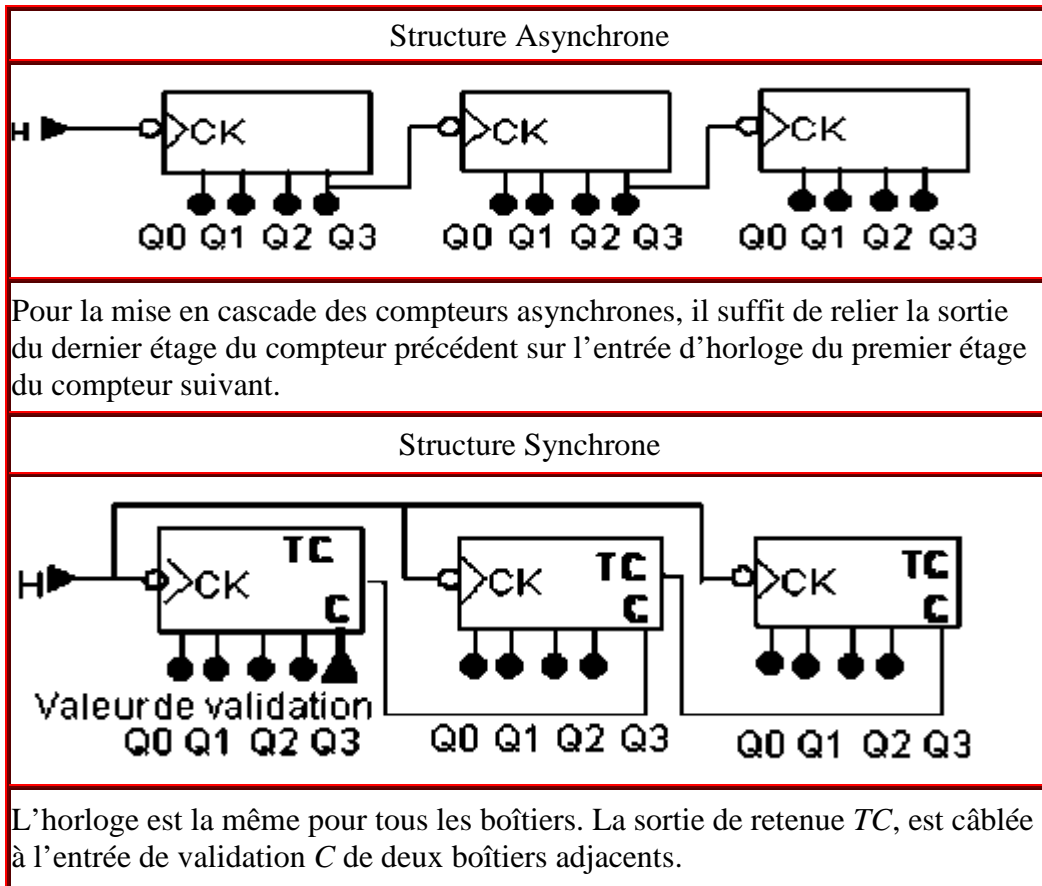 Structure Asynchrone
H CK CK CK
Q0 Q1 Q2 Q3 Q0 Q1 Q2 Q3 Q0 Q1 Q2 Q3
Pour la mise en cascade des compteurs asynchrones, il suffit de relier la sortie
du dernier étage du compteur précédent sur l’entrée d’horloge du premier étage
du compteur suivant.
Structure Synchrone
TC TC TC
H CK CK CK
C C C
Valeur de validation
Q0 Q1 Q2 Q3 Q0 Q1 Q2 Q3 Q0 Q1 Q2 Q3
L’horloge est la même pour tous les boîtiers. La sortie de retenue TC, est câblée
à l’entrée de validation C de deux boîtiers adjacents.